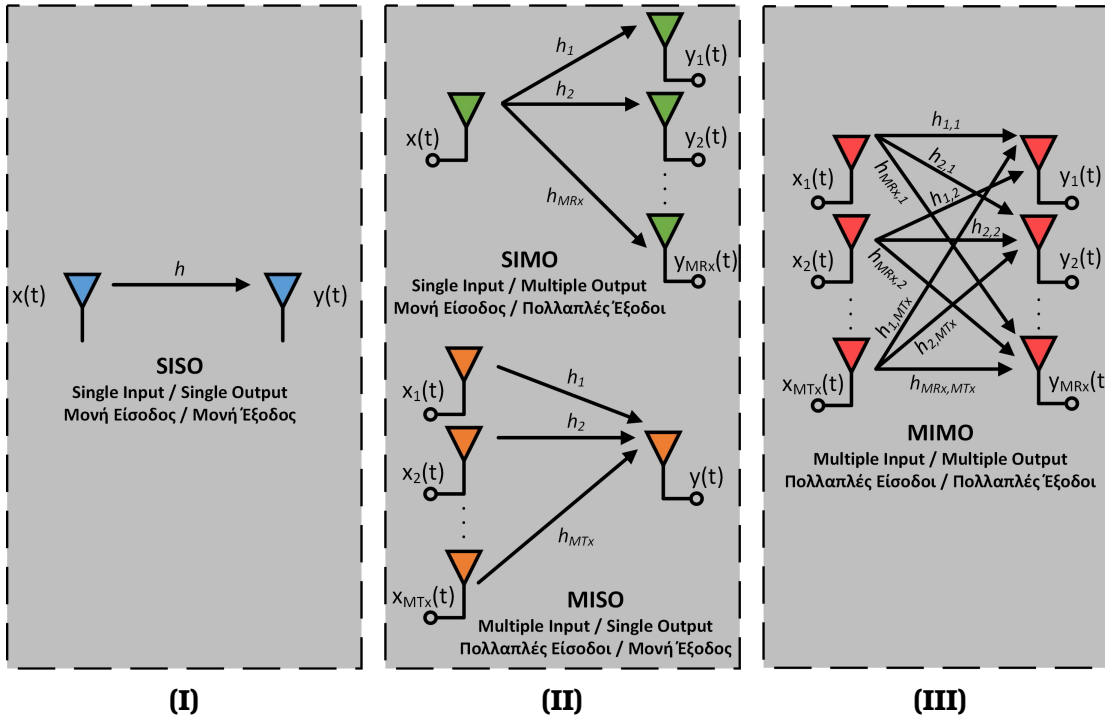 x(t)
h
y(t)
SISO
Single Input / Single Output
Μονή Είσοδος / Μονή Έξοδος
(I)
h1
y1(t)
h2
x(t)
y2(t)
hMRx
SIMO
yMRx(t)
Single Input / Multiple Output
Μονή Είσοδος / Πολλαπλές Έξοδοι
x1(t)
h1
h2
x2(t)
y(t)
hMTx
xMTx(t)
MISO
Multiple Input / Single Output
Πολλαπλές Είσοδοι / Μονή Έξοδος
(II)
h1,1
h2,1
x1(t)
hMRx,1
h1,2
y1(t)
h2,2
x2(t)
hMRx,2
y2(t)
h1,MTx
h2,MTx
xMTx(t)
hMRx,MTx
yMRx(t)
MIMO
Multiple Input / Multiple Output
Πολλαπλές Είσοδοι / Πολλαπλές Έξοδοι
(III)